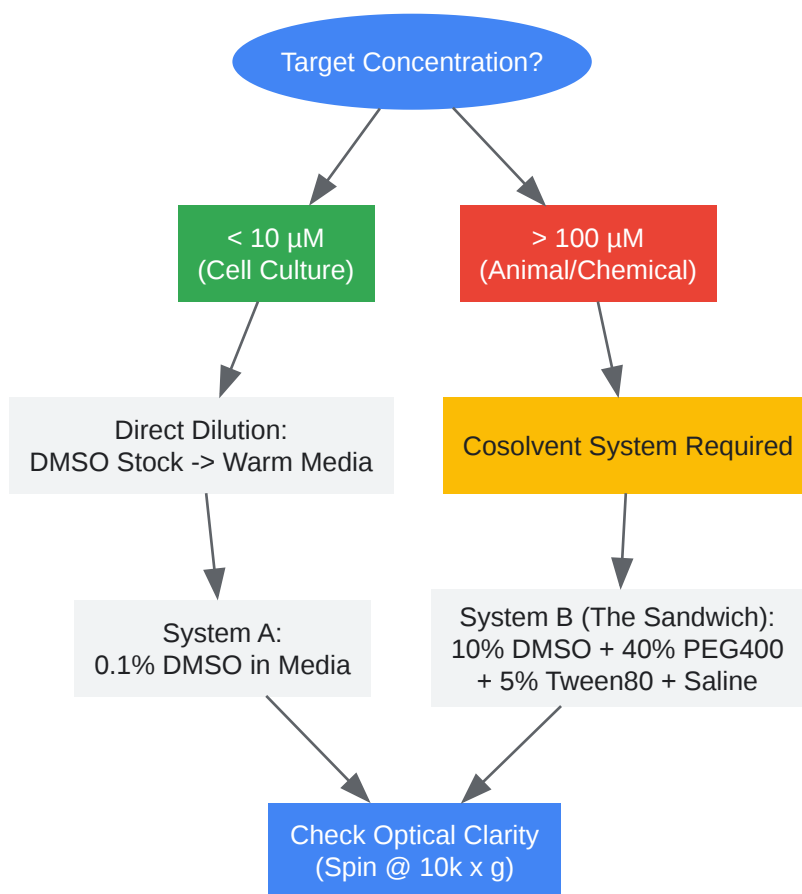 Target Concentration?
< 10 µM
(Cell Culture)
> 100 µM
(Animal/Chemical)
Direct Dilution:
DMSO Stock -> Warm Media
Cosolvent System Required
System A:
0.1% DMSO in Media
System B (The Sandwich):
10% DMSO + 40% PEG400
+ 5% Tween80 + Saline
Check Optical Clarity
(Spin @ 10k x g)